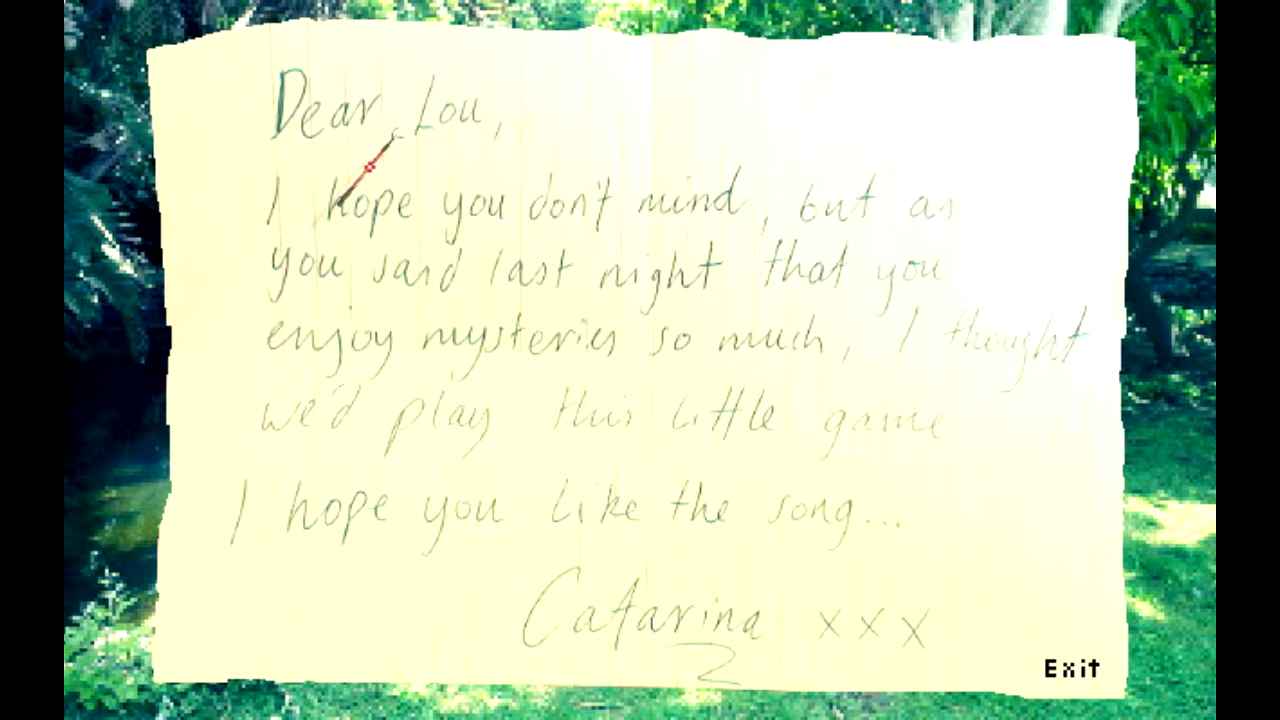 Dear Lou,
I hope you don't mind, but as
you said last night that you
enjoy mysteries so much, I thought
we'd play this little game
I hope you like the song...
Catarina xxx
Exit